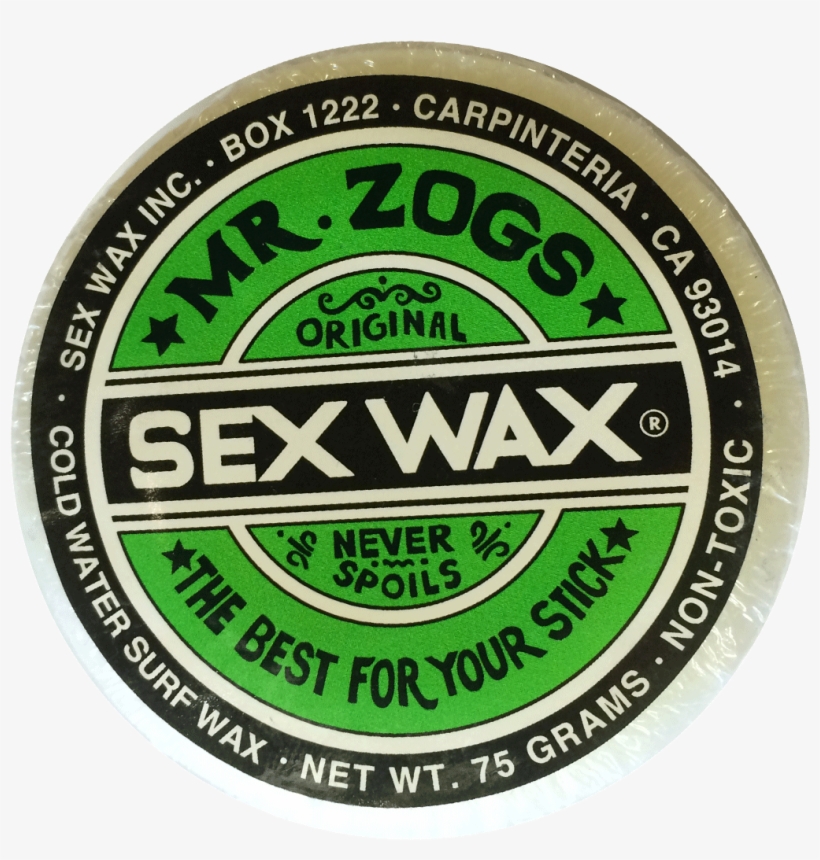 SEX WAX INC. · BOX 1222 · CARPINTERIA · CA 93014 · NON-TOXIC
MR. ZOGS
ORIGINAL
SEX WAX ®
NEVER
SPOILS
THE BEST FOR YOUR STICK
COLD WATER SURF WAX · NET WT. 75 GRAMS ·